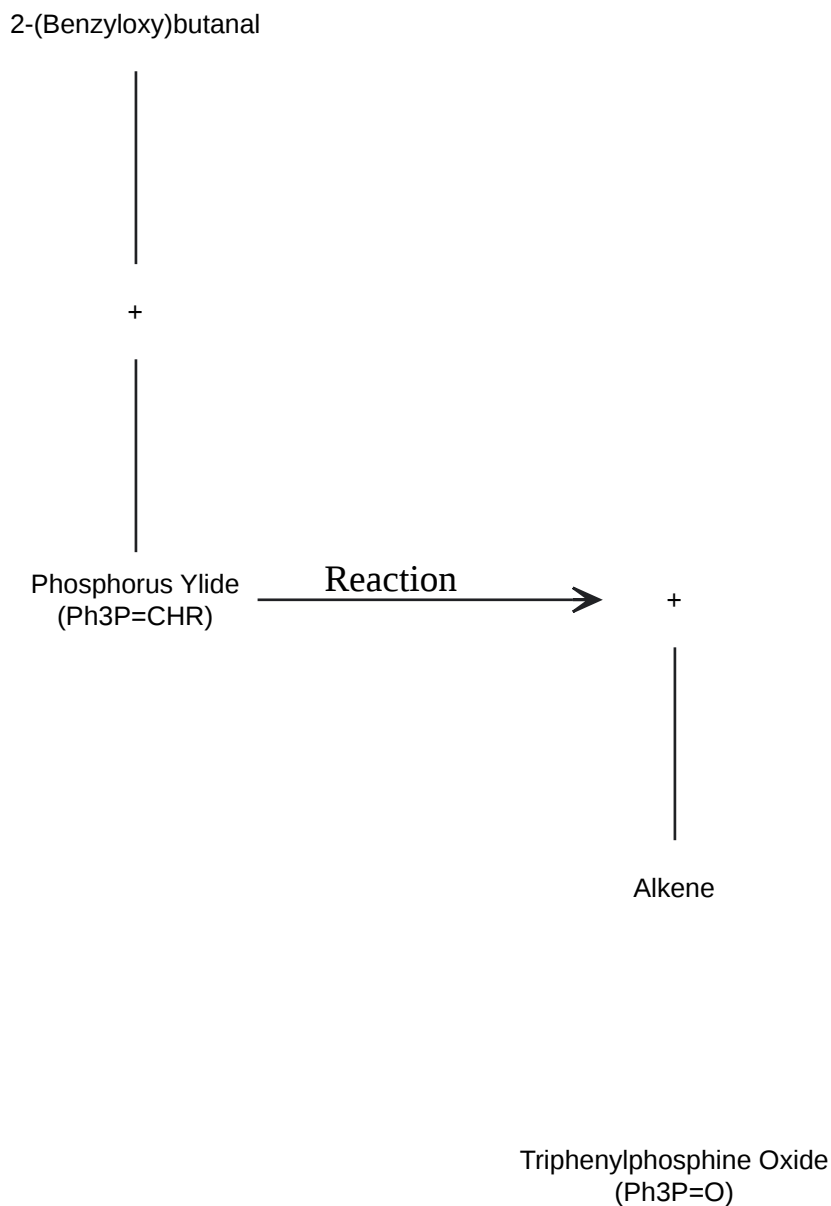 2-(Benzyloxy)butanal
+
Phosphorus Ylide
(Ph3P=CHR)
Reaction
+
Alkene
Triphenylphosphine Oxide
(Ph3P=O)